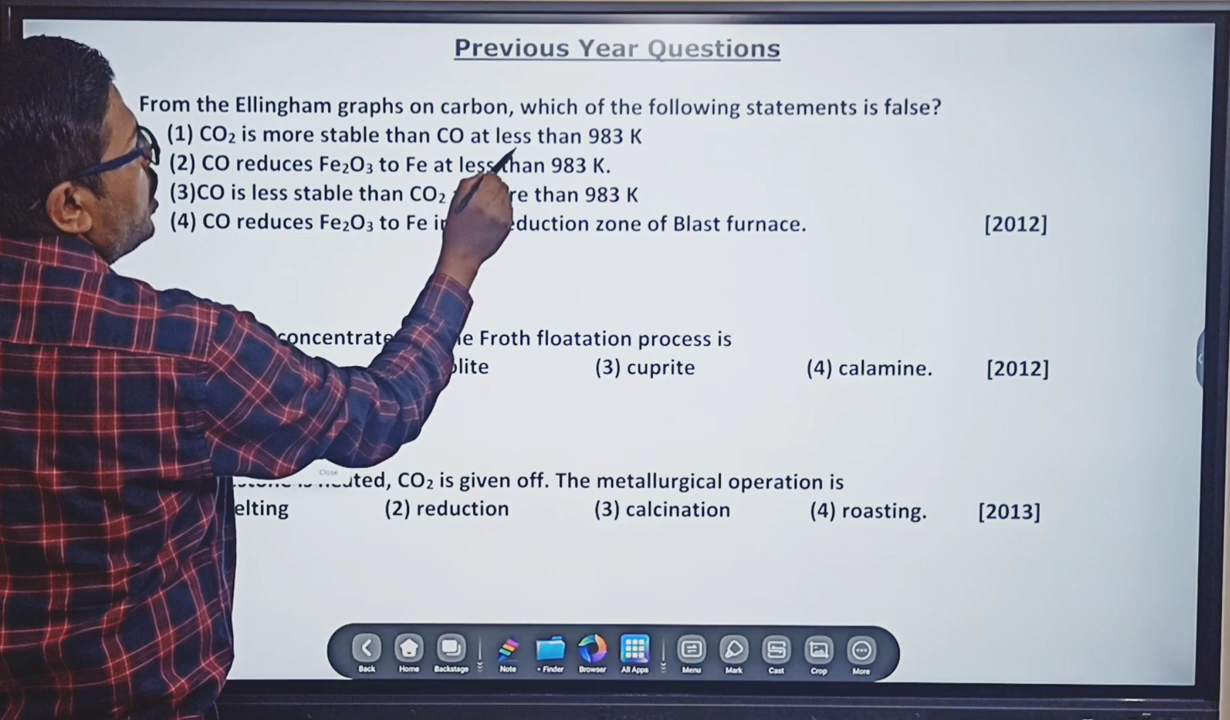 Previous Year Questions
From the Ellingham graphs on carbon, which of the following statements is false?
(1) CO₂ is more stable than CO at less than 983 K
(2) CO reduces Fe₂O₃ to Fe at less than 983 K.
(3)CO is less stable than CO₂ re than 983 K
(4) CO reduces Fe₂O₃ to Fe eduction zone of Blast furnace. [2012]
concentrate Froth floatation process is
(3) cuprite (4) calamine. [2012]
Close
CO₂ is given off. The metallurgical operation is
elting (2) reduction (3) calcination (4) roasting. [2013]
Back Home Backstage Note • Finder Browser All Apps Menu Mark Cast Crop More